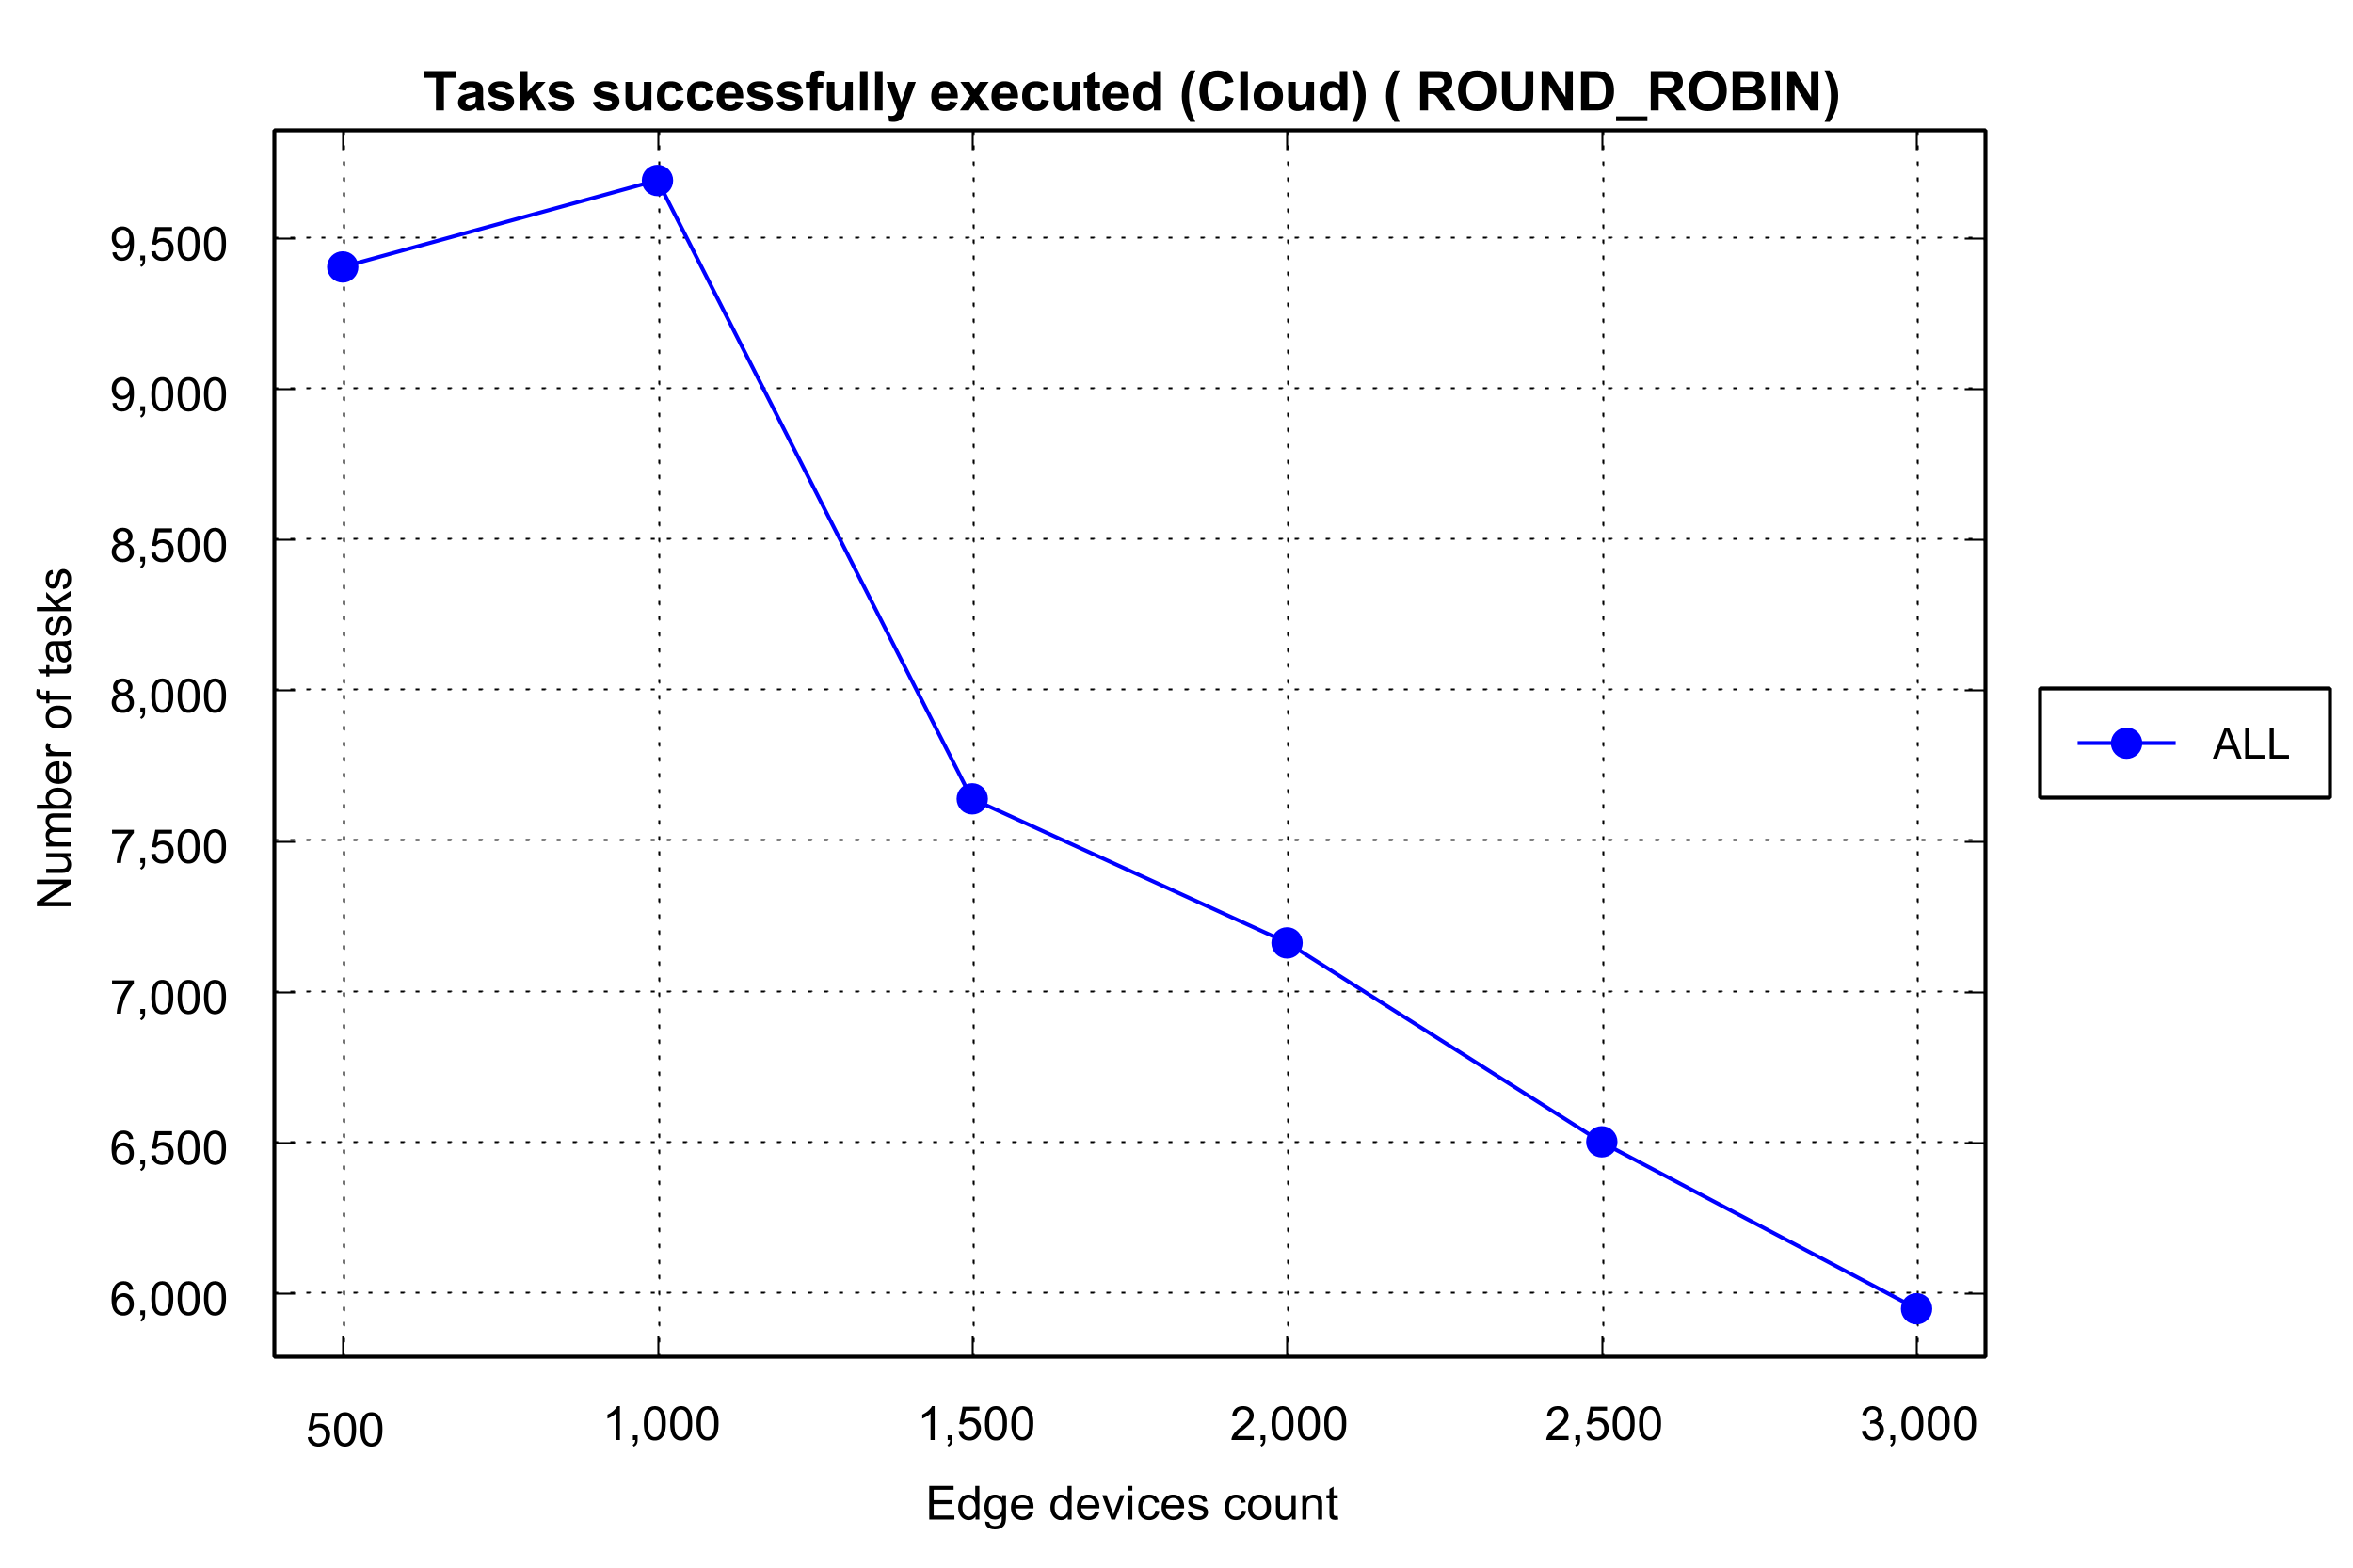 Tasks successfully executed (Cloud) ( ROUND_ROBIN)
Number of tasks
9,500
9,000
8,500
8,000
7,500
7,000
6,500
6,000
500 1,000 1,500 2,000 2,500 3,000
Edge devices count
ALL